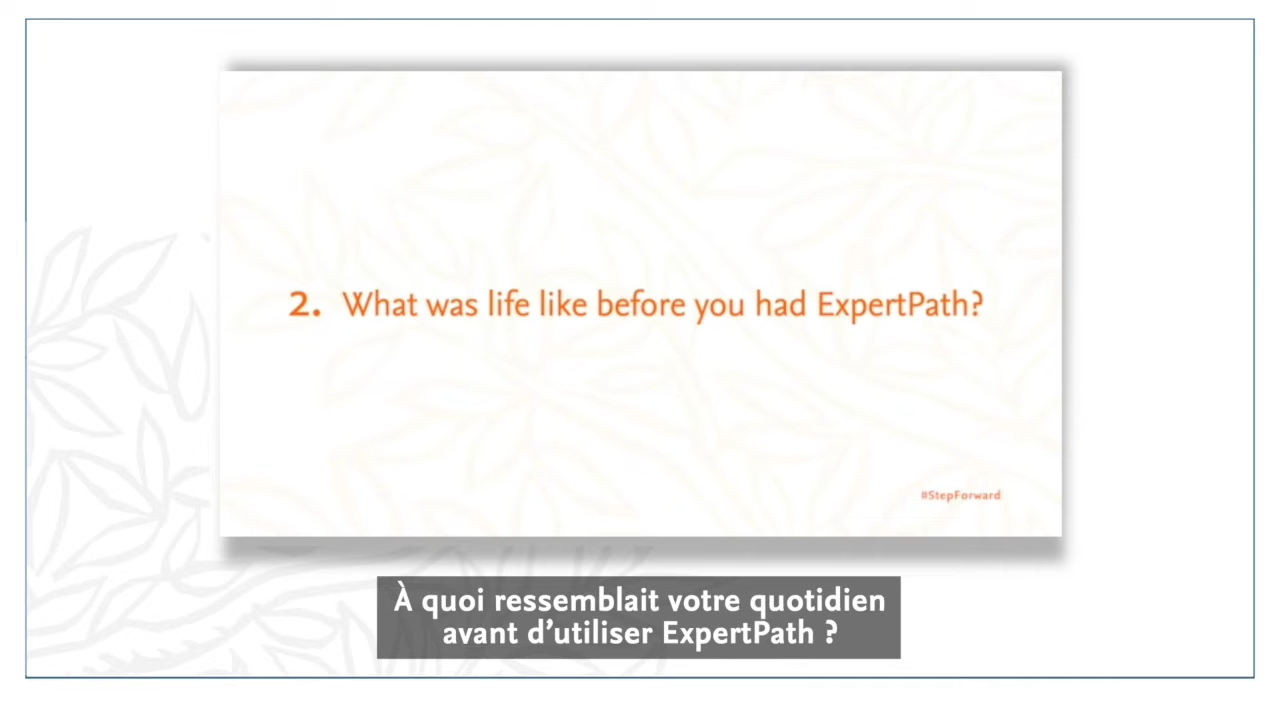 2. What was life like before you had ExpertPath?
#StepForward
À quoi ressemblait votre quotidien
avant d’utiliser ExpertPath ?